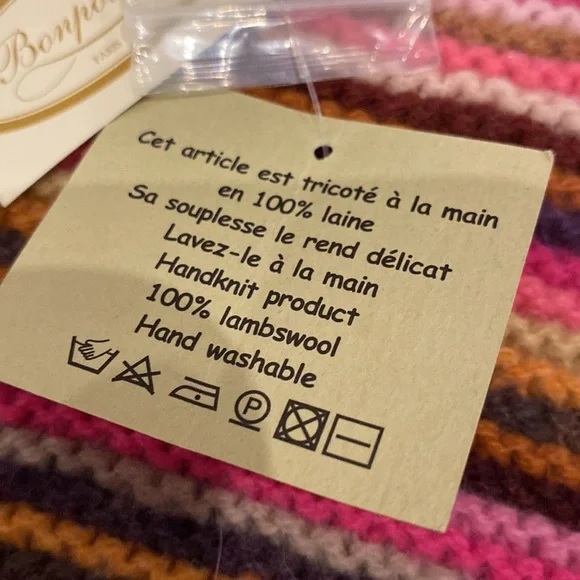 PARIS
Cet article est tricoté à la main
en 100% laine
Sa souplesse le rend délicat
Lavez-le à la main
Handknit product
100% lambswool
Hand washable
P